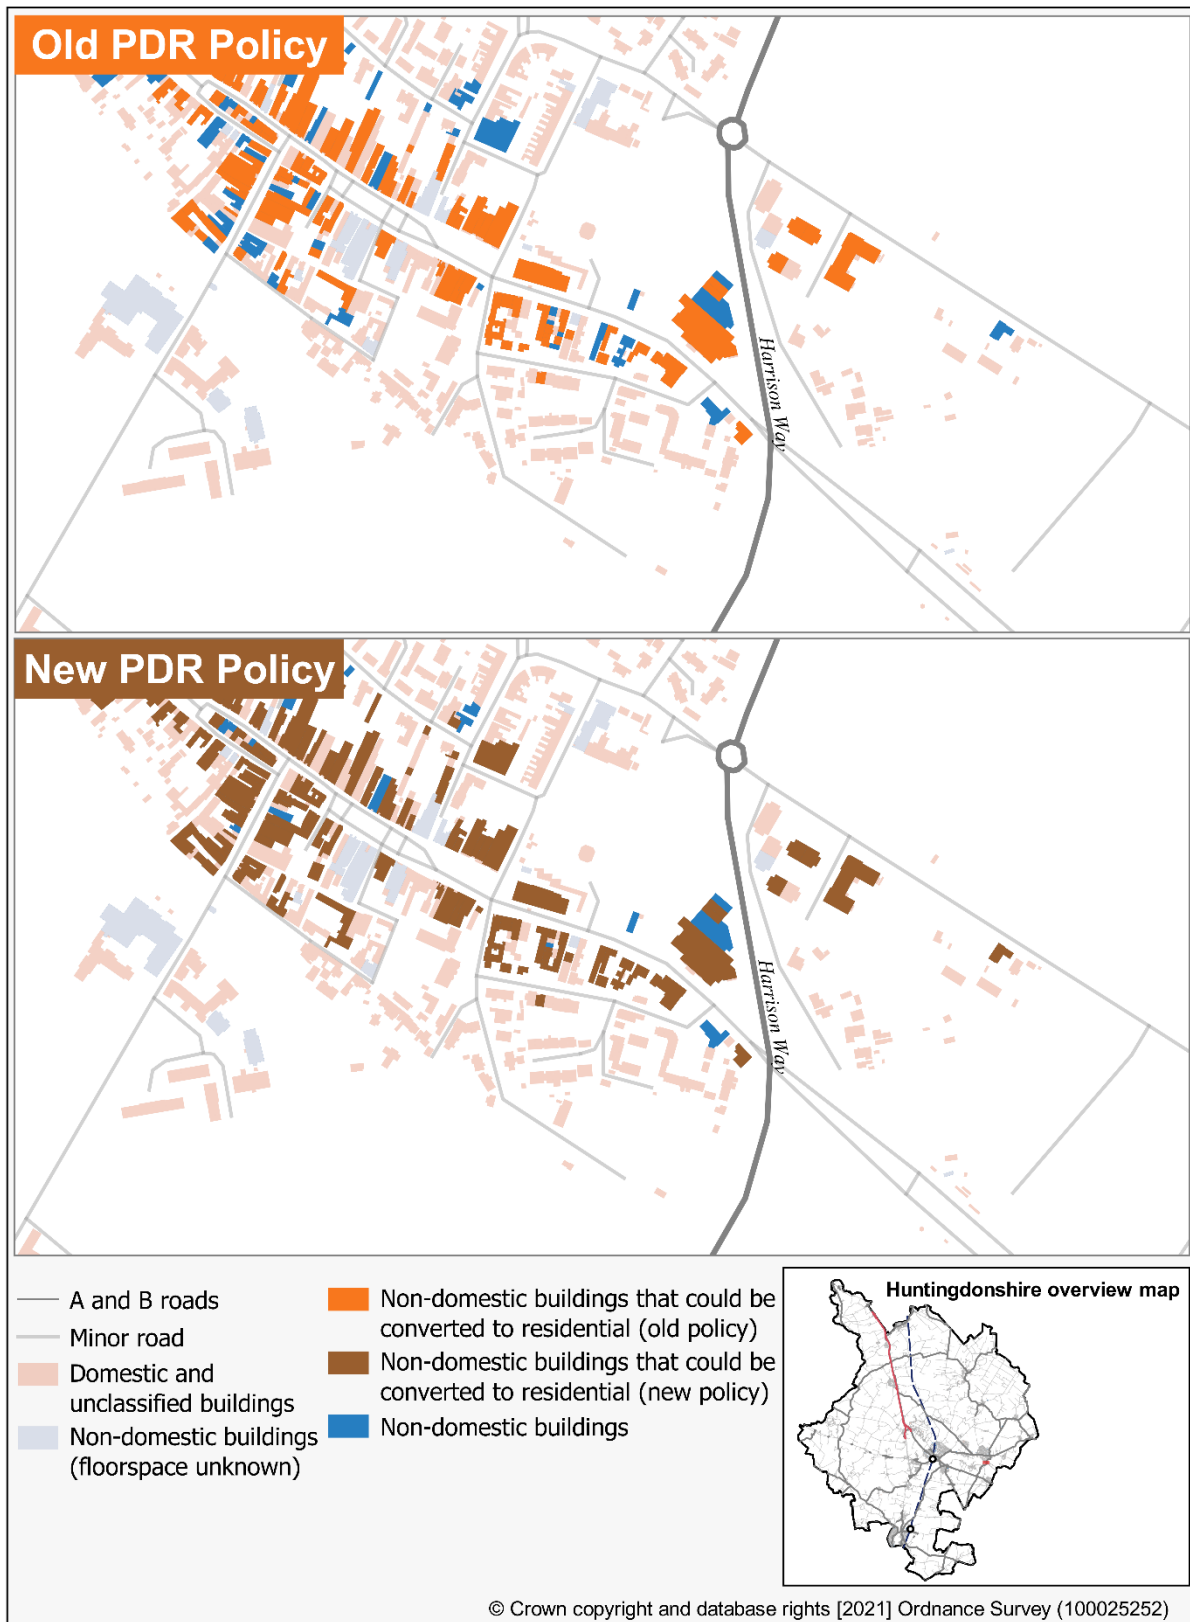 Old PDR Policy
Harrison Way
New PDR Policy
Harrison Way
A and B roads
Minor road
Domestic and
unclassified buildings
Non-domestic buildings
(floorspace unknown)
Non-domestic buildings that could be
converted to residential (old policy)
Non-domestic buildings that could be
converted to residential (new policy)
Non-domestic buildings
Huntingdonshire overview map
© Crown copyright and database rights [2021] Ordnance Survey (100025252)